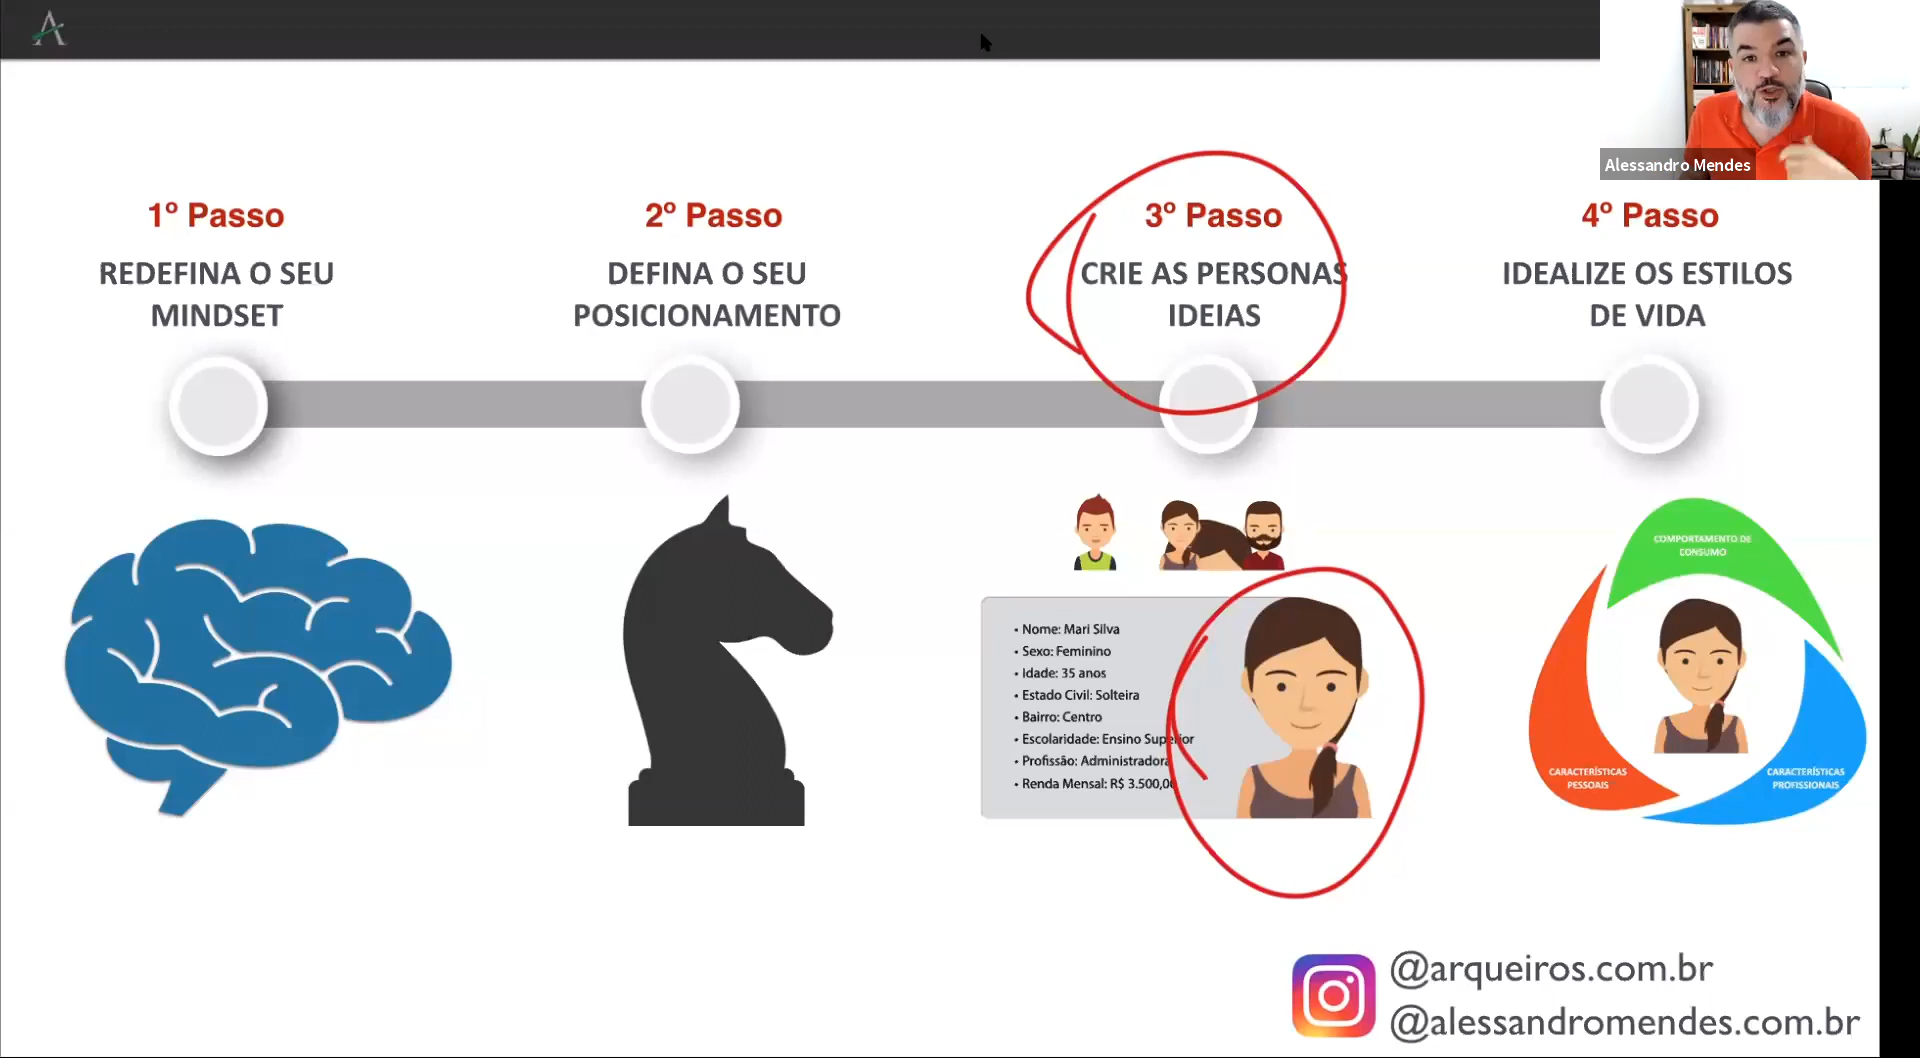 Alessandro Mendes
1º Passo
REDEFINA O SEU
MINDSET
2º Passo
DEFINA O SEU
POSICIONAMENTO
3º Passo
CRIE AS PERSONAS
IDEIAS
4º Passo
IDEALIZE OS ESTILOS
DE VIDA
• Nome: Mari Silva
• Sexo: Feminino
• Idade: 35 anos
• Estado Civil: Solteira
• Bairro: Centro
• Escolaridade: Ensino Superior
• Profissão: Administradora
• Renda Mensal: R$ 3.500,00
COMPORTAMENTO DE
CONSUMO
CARACTERÍSTICAS
PESSOAIS
CARACTERÍSTICAS
PROFISSIONAIS
@arqueiros.com.br
@alessandromendes.com.br